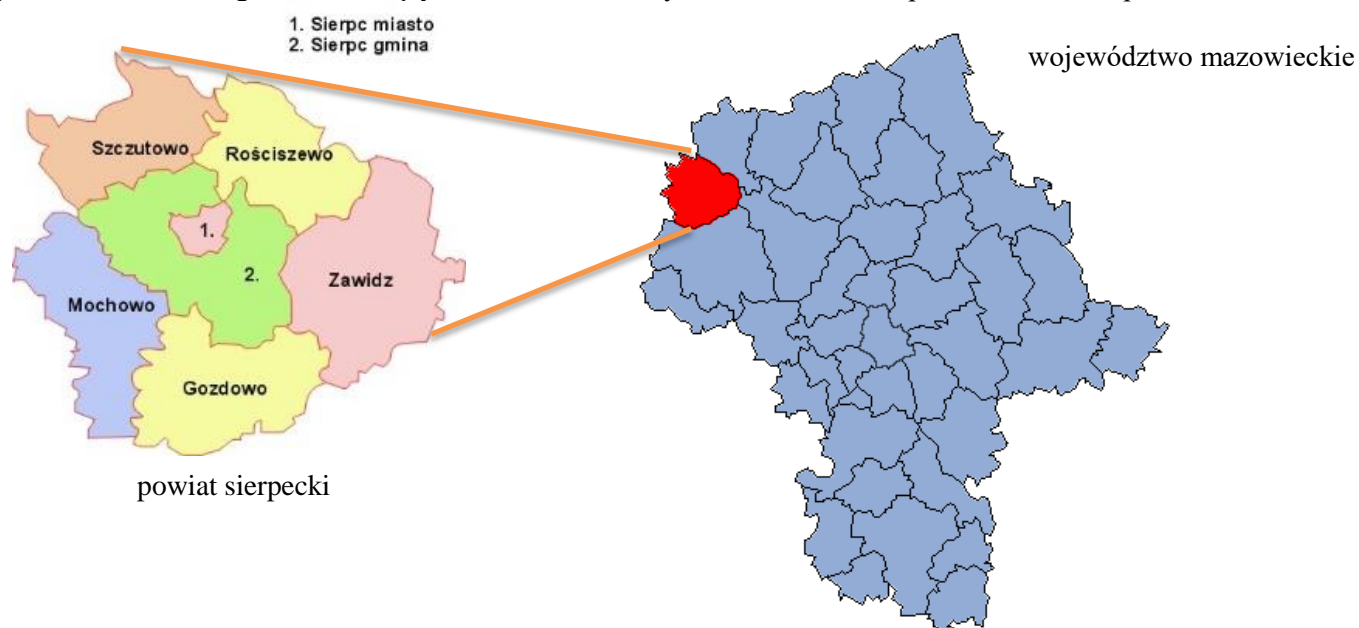 1. Sierpc miasto
2. Sierpc gmina
województwo mazowieckie
Szczutowo
Rościszewo
1.
2.
Zawidz
Mochowo
Gozdowo
powiat sierpecki